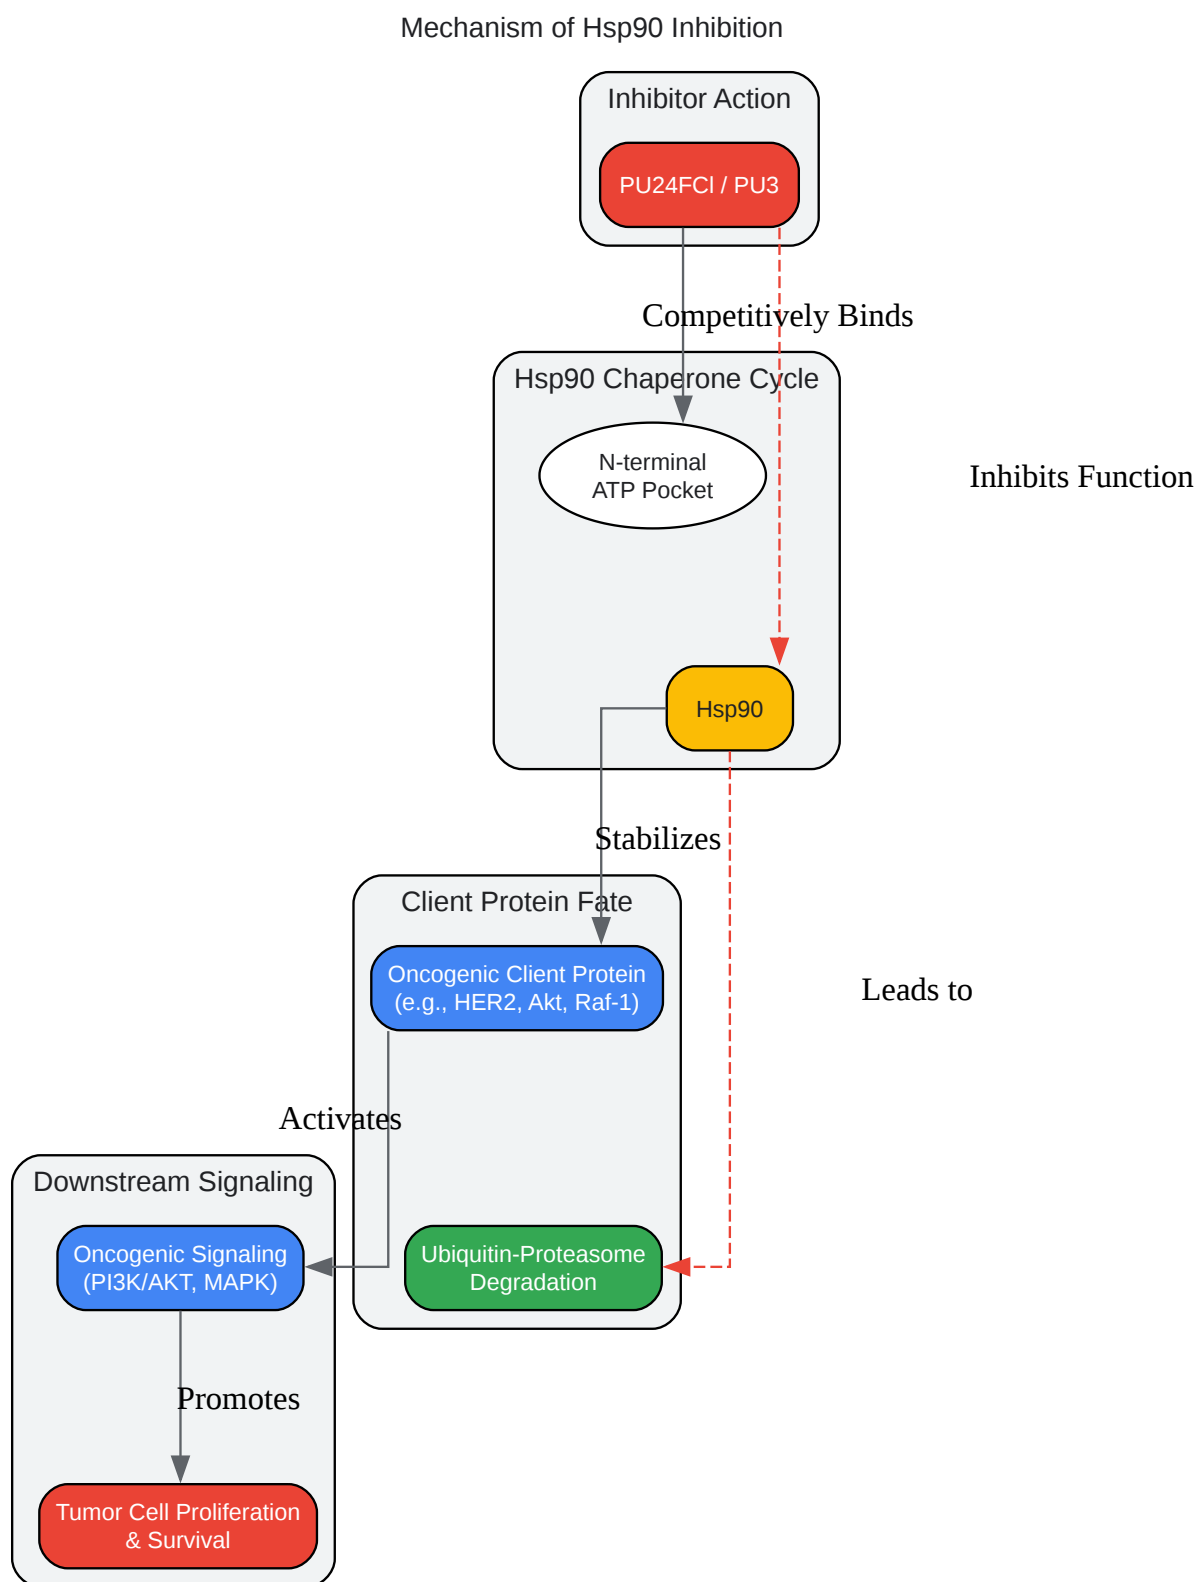 Mechanism of Hsp90 Inhibition
Inhibitor Action
PU24FCl / PU3
Competitively Binds
Hsp90 Chaperone Cycle
N-terminal
ATP Pocket
Inhibits Function
Hsp90
Stabilizes
Client Protein Fate
Oncogenic Client Protein
(e.g., HER2, Akt, Raf-1)
Leads to
Activates
Downstream Signaling
Oncogenic Signaling
(PI3K/AKT, MAPK)
Ubiquitin-Proteasome
Degradation
Promotes
Tumor Cell Proliferation
& Survival